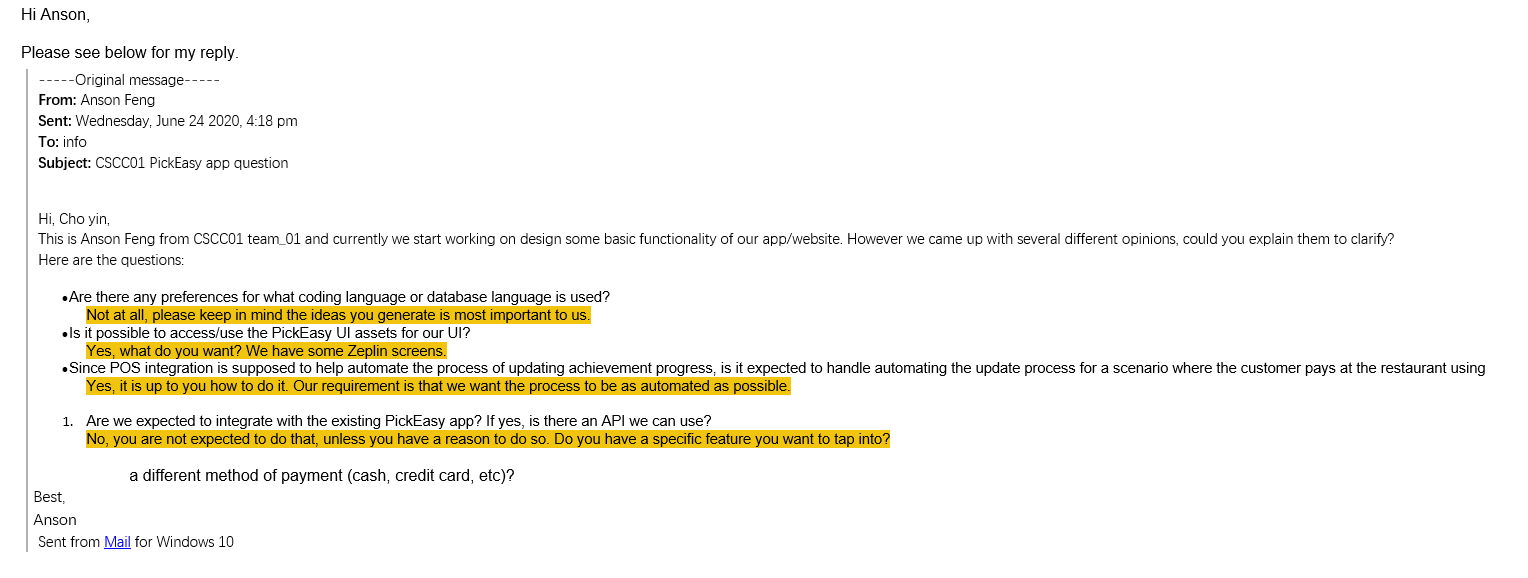 Hi Anson,
Please see below for my reply.
-----Original message-----
From: Anson Feng
Sent: Wednesday, June 24 2020, 4:18 pm
To: info
Subject: CSCC01 PickEasy app question
Hi, Cho yin,
This is Anson Feng from CSCC01 team_01 and currently we start working on design some basic functionality of our app/website. However we came up with several different opinions, could you explain them to clarify?
Here are the questions:
•Are there any preferences for what coding language or database language is used?
Not at all, please keep in mind the ideas you generate is most important to us.
•Is it possible to access/use the PickEasy UI assets for our UI?
Yes, what do you want? We have some Zeplin screens.
•Since POS integration is supposed to help automate the process of updating achievement progress, is it expected to handle automating the update process for a scenario where the customer pays at the restaurant using
Yes, it is up to you how to do it. Our requirement is that we want the process to be as automated as possible.
1. Are we expected to integrate with the existing PickEasy app? If yes, is there an API we can use?
No, you are not expected to do that, unless you have a reason to do so. Do you have a specific feature you want to tap into?
a different method of payment (cash, credit card, etc)?
Best,
Anson
Sent from Mail for Windows 10